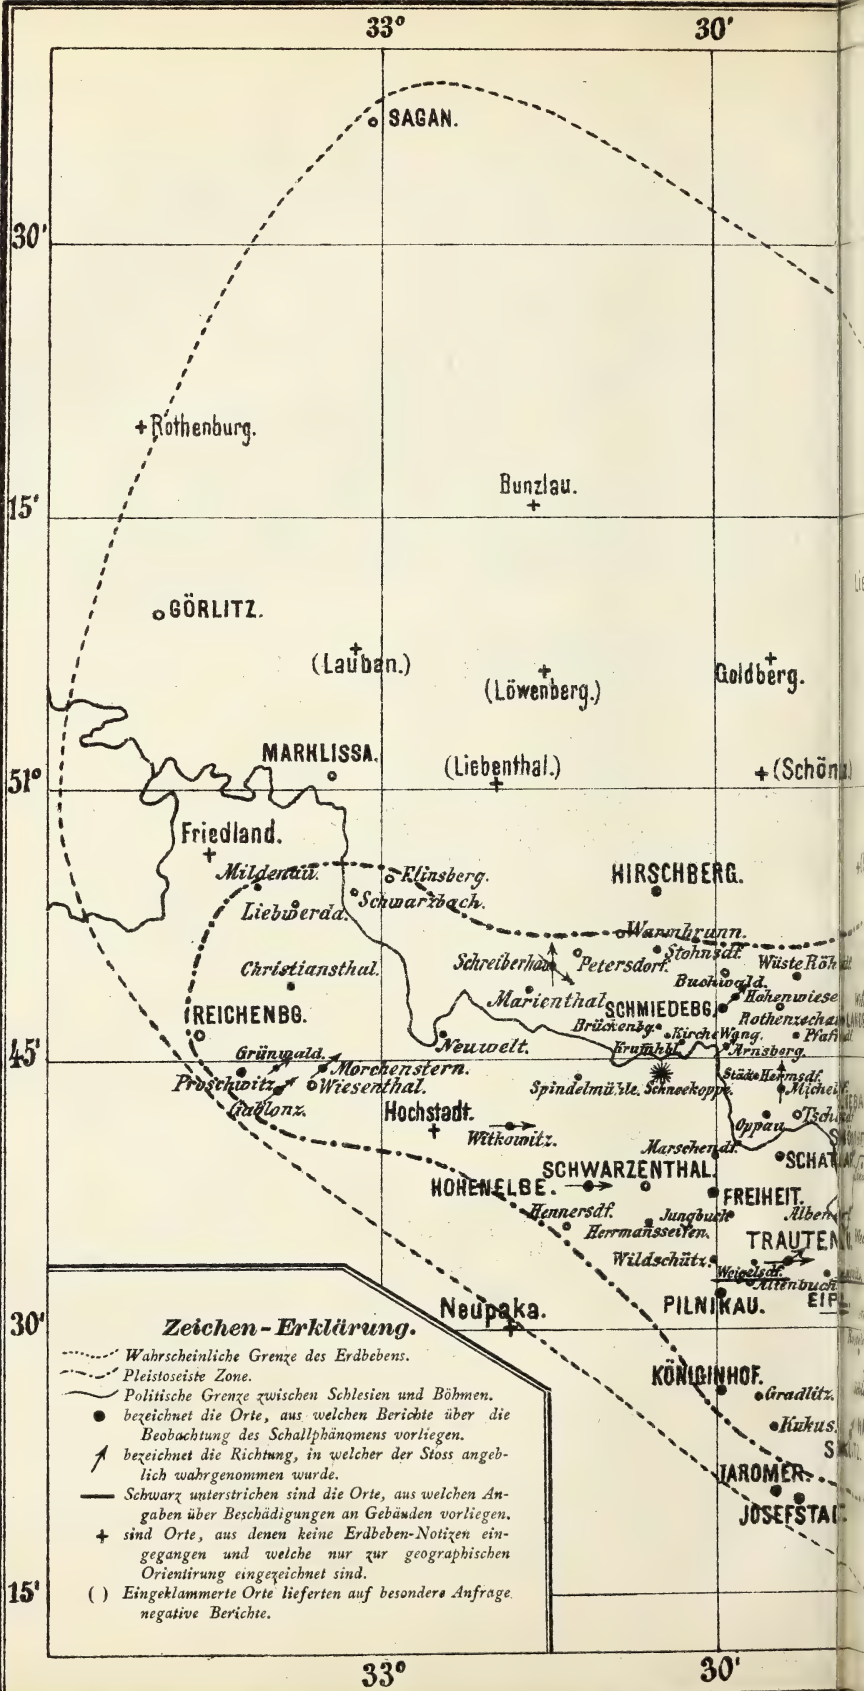 33° 30'
SAGAN.
30'
Rothenburg.
Bunzlau.
15'
GÖRLITZ.
(Lauban.)
Goldberg.
(Löwenberg.)
MARKLISSA.
(Liebenthal.)
51°
Friedland.
Mildenau.
Flinsberg.
HIRSCHBERG.
Schwarzbach.
Liebwerda.
Warmbrunn.
Stohnsdf.
Petersdorf.
Christiansthal.
Buchwald.
Marienthal
Hohenwiese
SCHMIEDEBG.
REICHENBG.
Brückenbg.
Kirche Wang.
Neuwelt.
Krumhbl.
Arnsberg.
45'
Grünwald.
Morchenstern.
Proschwitz
Wiesenthal.
Spindelmühle.
Schneekoppe.
Gablonz.
Hochstadt.
Oppau
Witkowitz.
Marschendf.
SCHWARZENTHAL.
HOHENELBE.
FREIHEIT.
Hennersdf.
Jungbuch
Herrmannseifen.
Wildschütz.
Weigelsdf.
Altenbuch
PILNIKAU.
Neupaka.
30'
KÖNIGINHOF.
Gradlitz.
Kukus.
JAROMER.
Zeichen-Erklärung.
Wahrscheinliche Grenze des Erdbebens.
Pleistoseiste Zone.
Politische Grenze zwischen Schlesien und Böhmen.
bezeichnet die Orte, aus welchen Berichte über die
Beobachtung des Schallphänomens vorliegen.
bezeichnet die Richtung, in welcher der Stoss angeb-
lich wahrgenommen wurde.
Schwarz unterstrichen sind die Orte, aus welchen An-
gaben über Beschädigungen an Gebäuden vorliegen.
sind Orte, aus denen keine Erdbeben-Notizen ein-
gegangen und welche nur zur geographischen
Orientirung eingezeichnet sind.
( ) Eingeklammerte Orte lieferten auf besondere Anfrage
negative Berichte.
15'
33° 30'